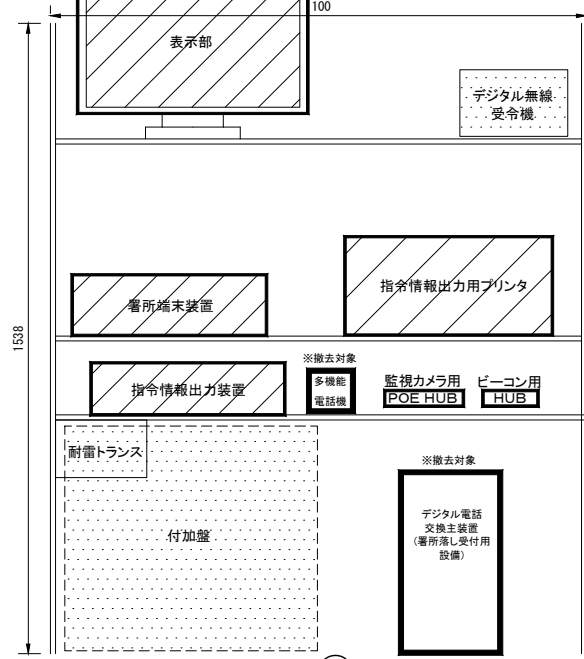 100
表示部
デジタル無線
受令機
1538
指令情報出力用プリンタ
署所端末装置
※撤去対象
多機能
電話機
監視カメラ用
POE HUB
ビーコン用
HUB
指令情報出力装置
耐雷トランス
付加盤
※撤去対象
デジタル電話
交換主装置
(署所落し受付用
設備)